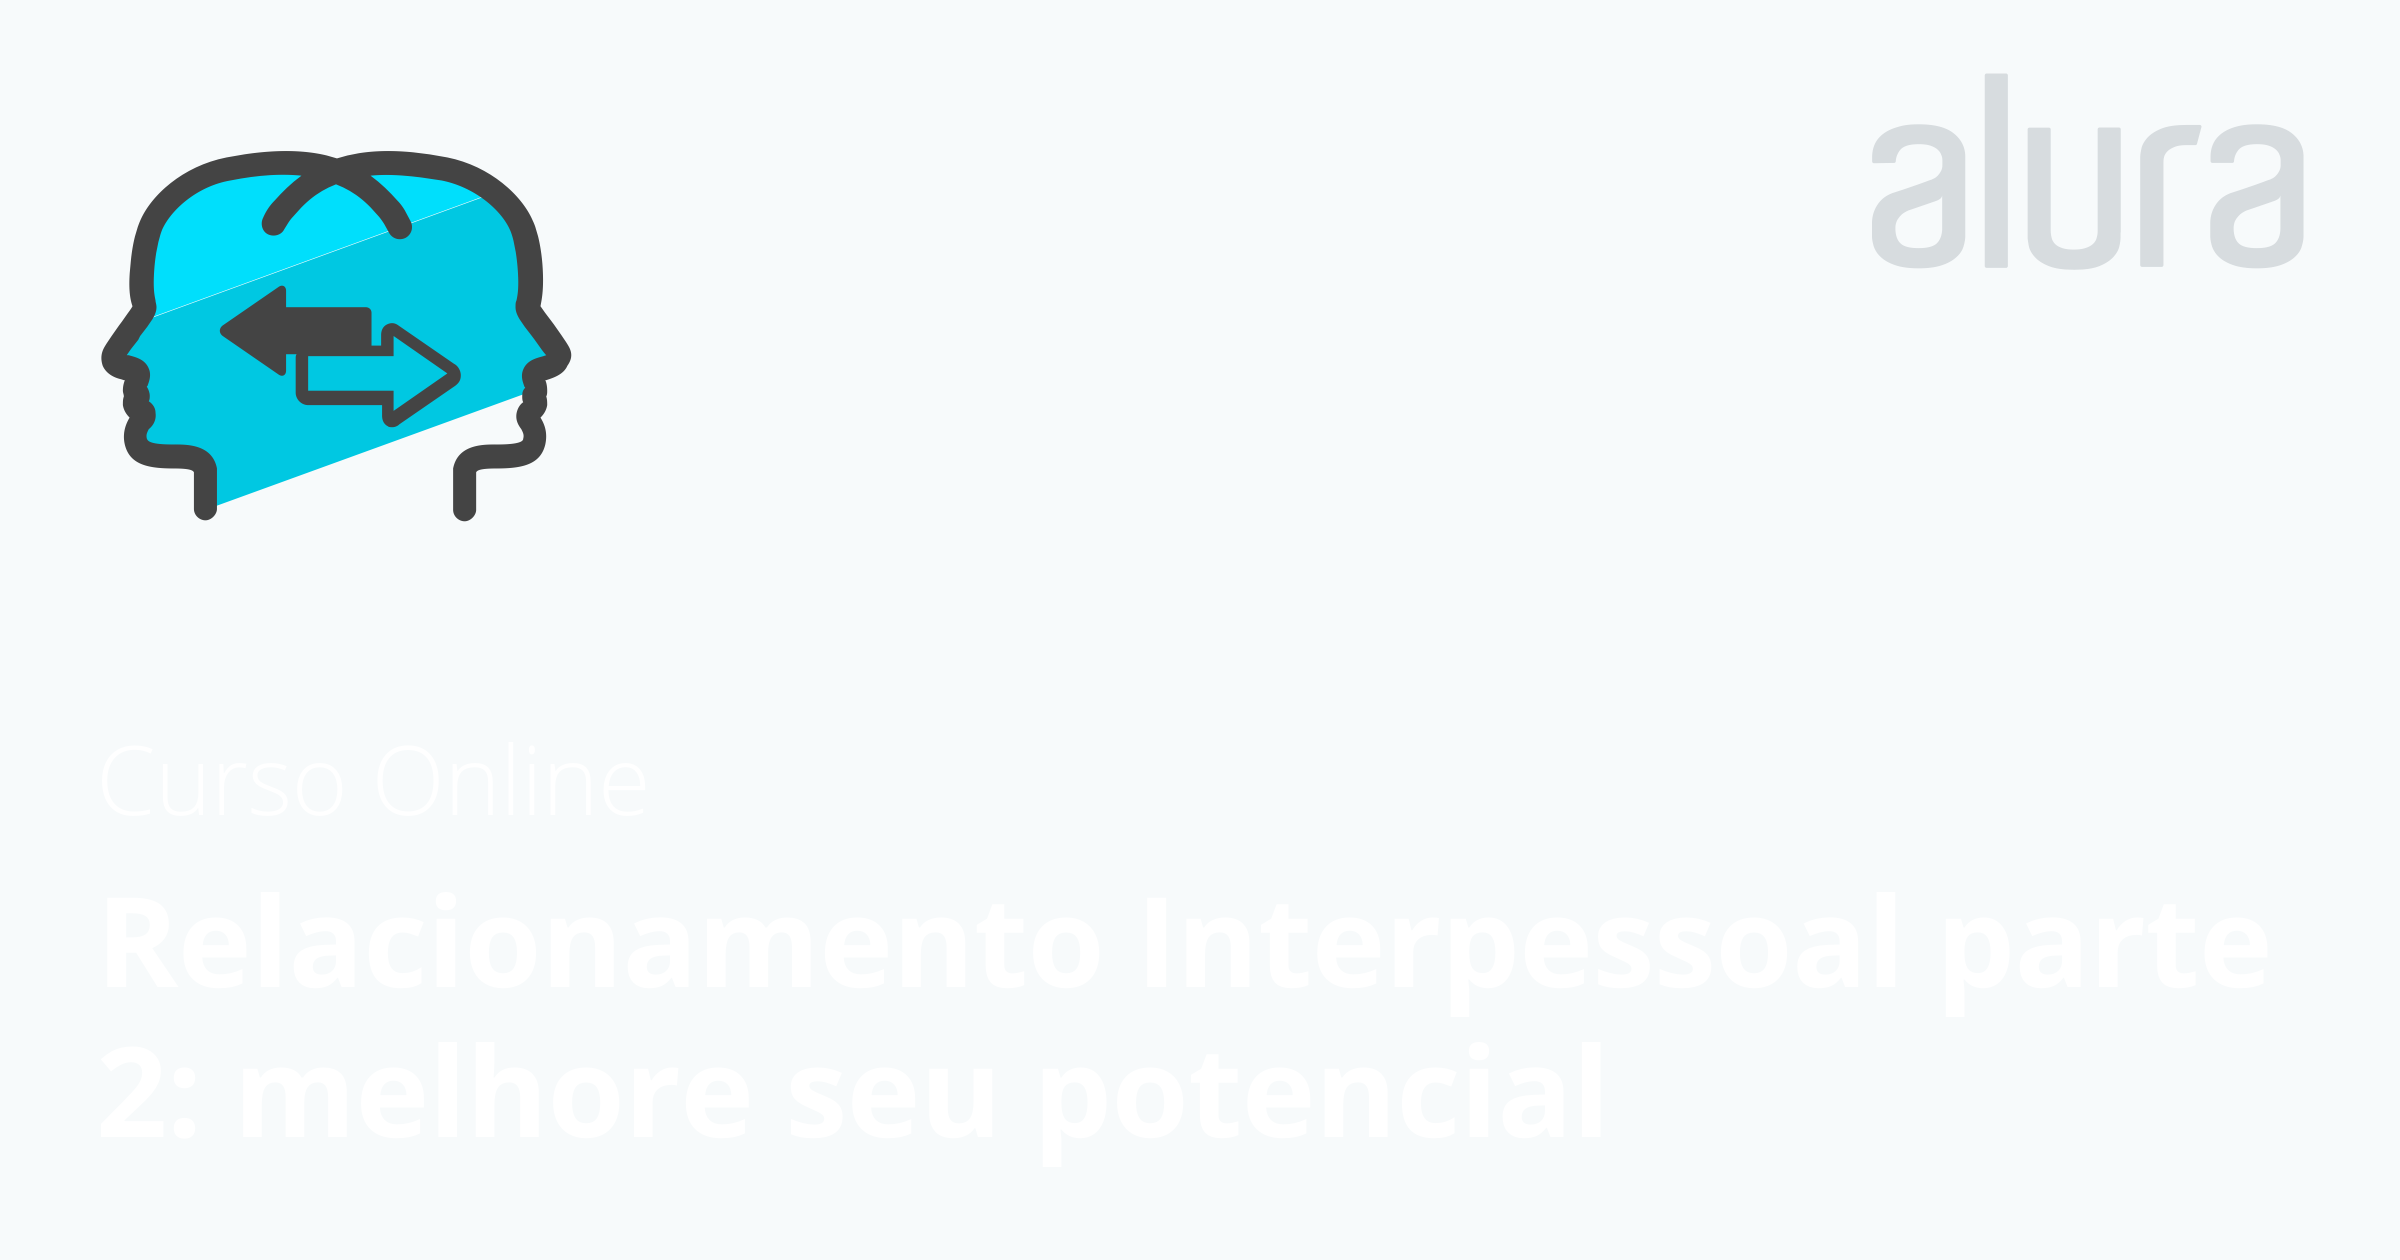 alura
Curso Online
Relacionamento Interpessoal parte
2: melhore seu potencial